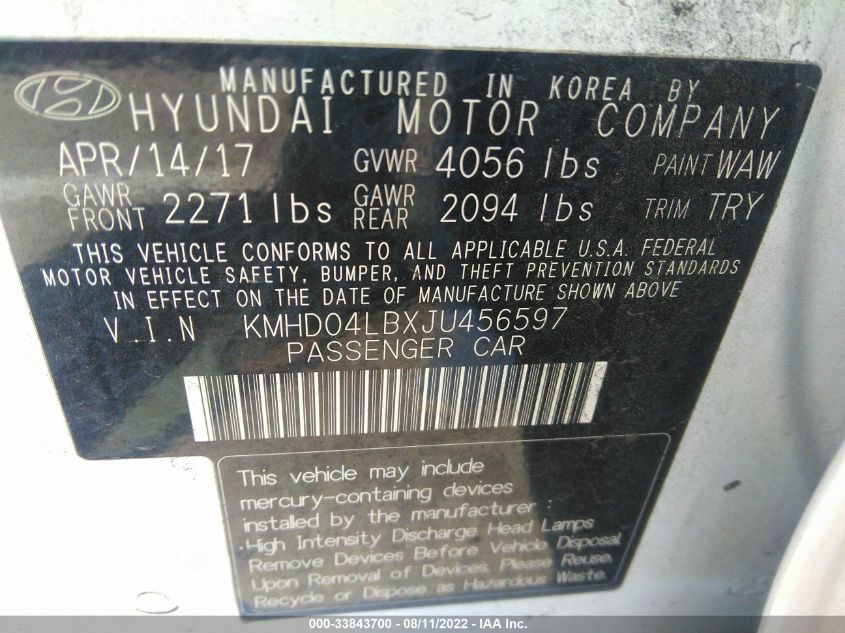 MANUFACTURED IN KOREA BY
HYUNDAI MOTOR COMPANY
APR/14/17 GVWR 4056 lbs PAINT WAW
GAWR FRONT 2271 lbs GAWR REAR 2094 lbs TRIM TRY
THIS VEHICLE CONFORMS TO ALL APPLICABLE U.S.A. FEDERAL
MOTOR VEHICLE SAFETY, BUMPER, AND THEFT PREVENTION STANDARDS
IN EFFECT ON THE DATE OF MANUFACTURE SHOWN ABOVE
V.I.N KMHD04LBXJU456597
PASSENGER CAR
This vehicle may include
mercury-containing devices
installed by the manufacturer :
·High Intensity Discharge Head Lamps
Remove Devices Before Vehicle Disposal.
Upon Removal of Devices, Please Reuse,
Recycle or Dispose as Hazardous Waste.
000-33843700 - 08/11/2022 - IAA Inc.